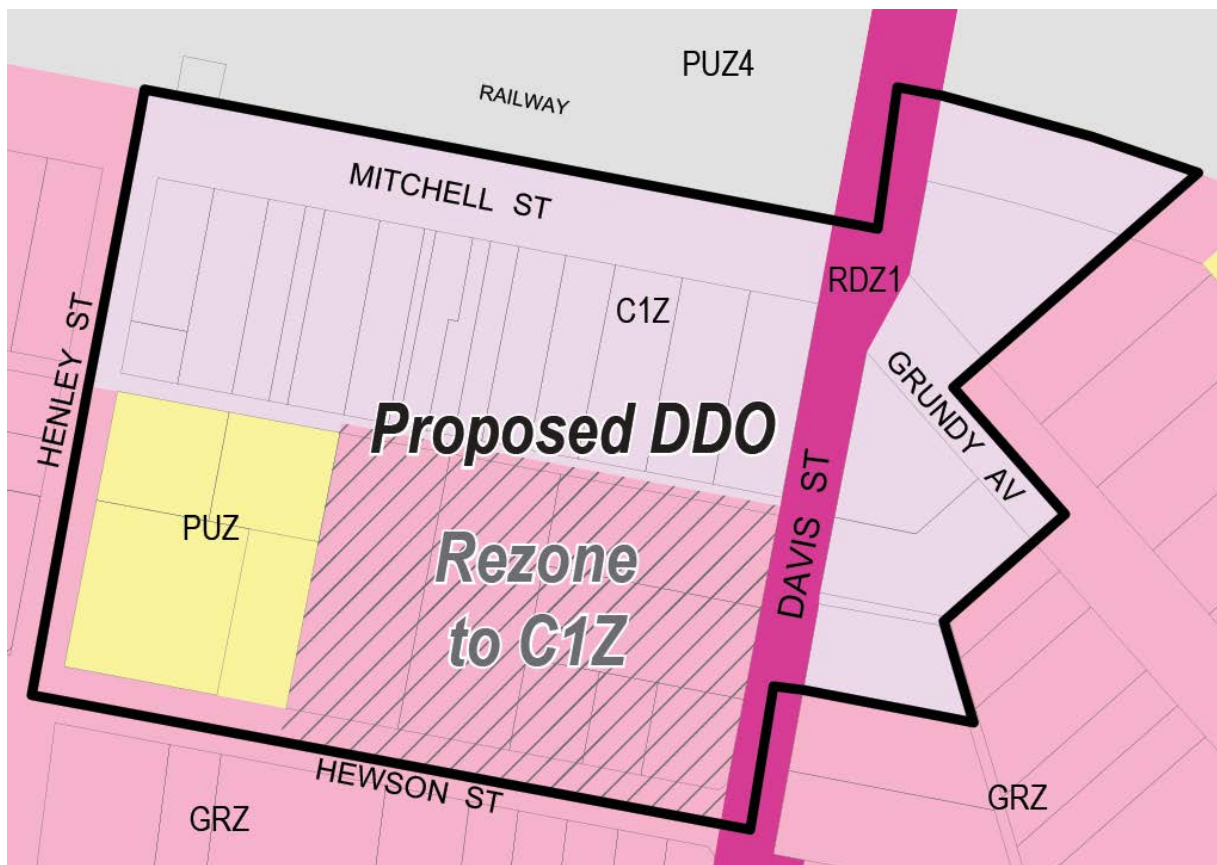 PUZ4
RAILWAY
MITCHELL ST
RDZ1
C1Z
GRUNDY AV
HENLEY ST
Proposed DDO
DAVIS ST
PUZ
Rezone
to C1Z
HEWSON ST
GRZ
GRZ